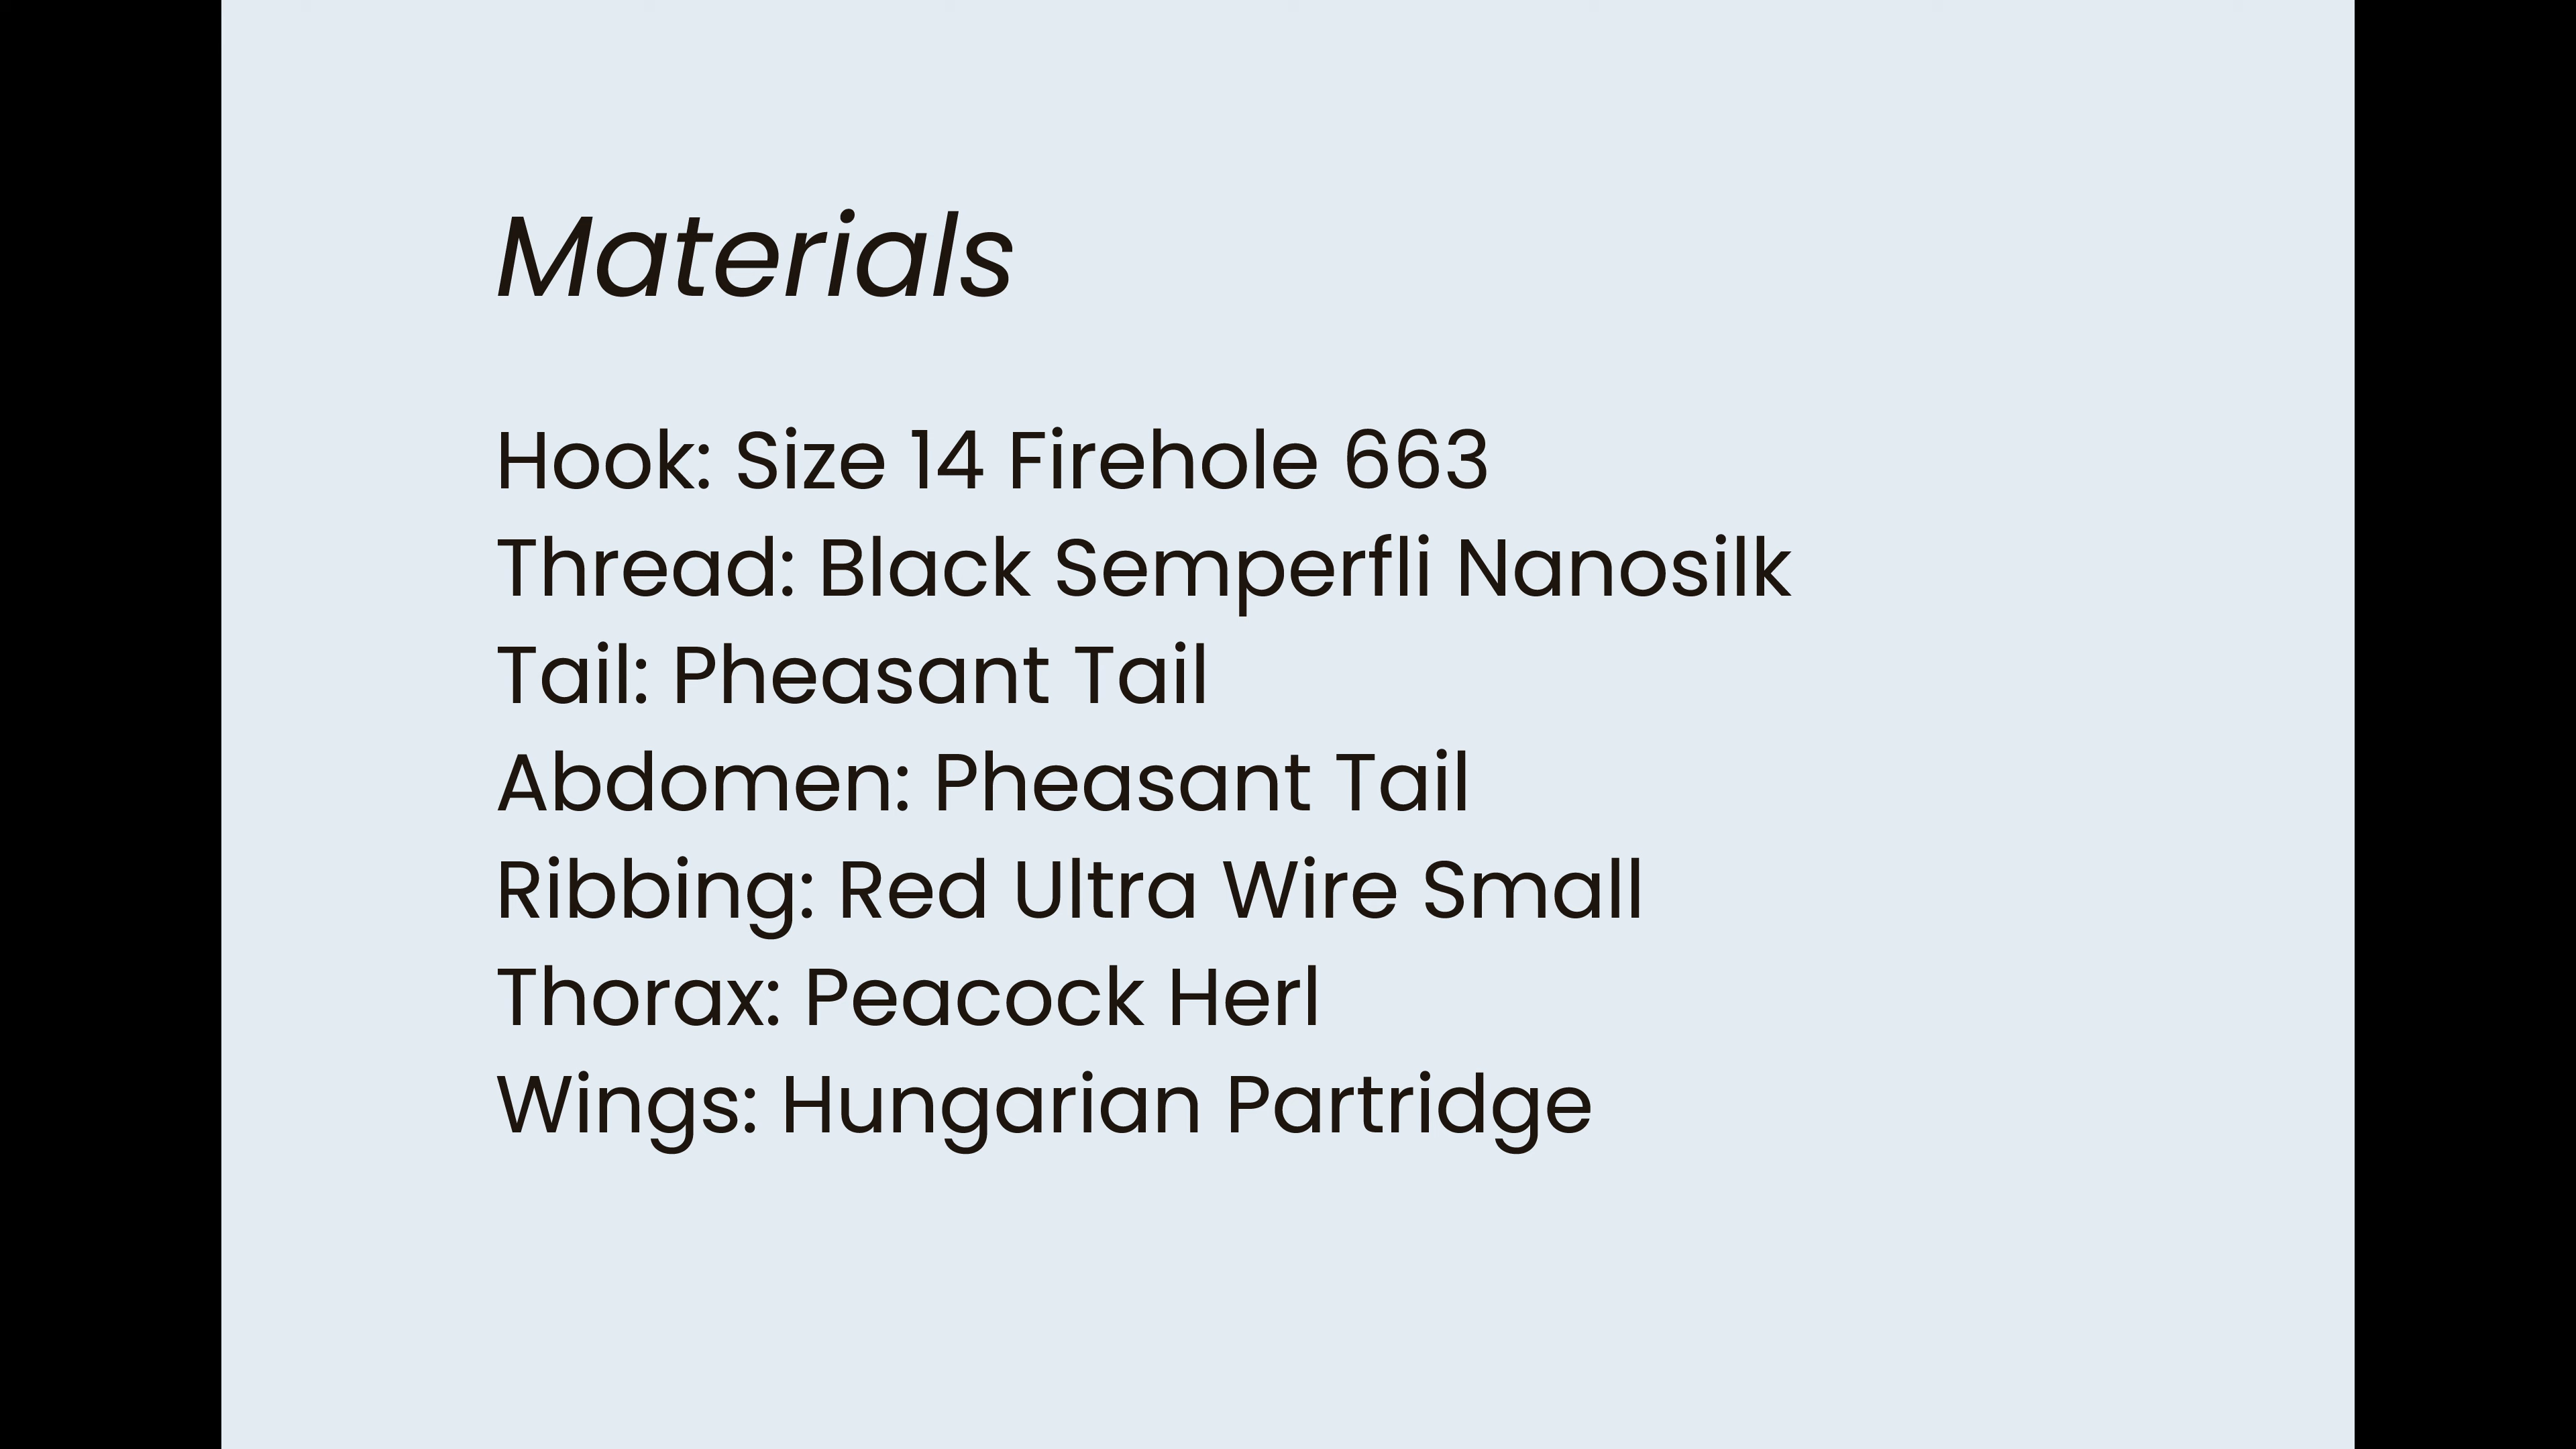 Materials
Hook: Size 14 Firehole 663
Thread: Black Semperfli Nanosilk
Tail: Pheasant Tail
Abdomen: Pheasant Tail
Ribbing: Red Ultra Wire Small
Thorax: Peacock Herl
Wings: Hungarian Partridge